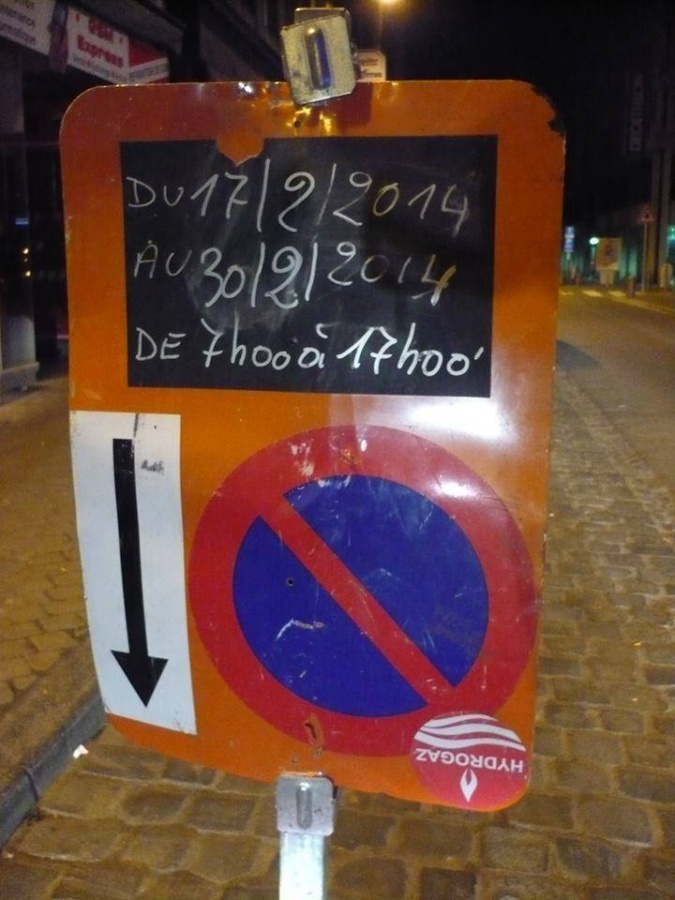 Express
DU 17/2/2014
AU 30/2/2014
DE 7h00 à 17h00'
HYDROGAZ